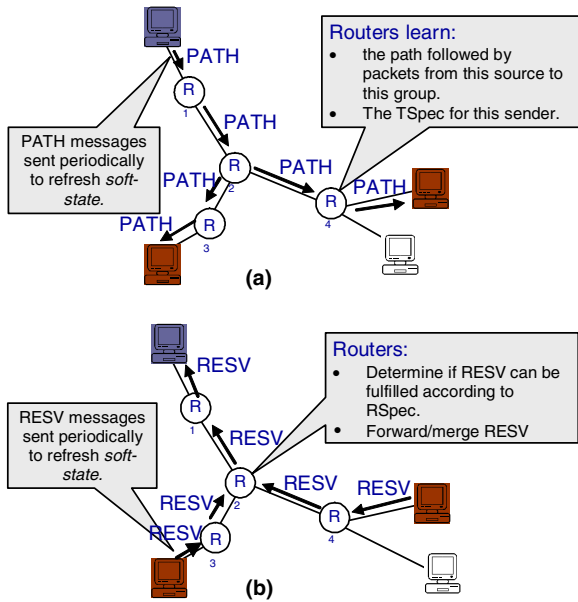 PATH
Routers learn:
• the path followed by
packets from this source to
this group.
• The TSpec for this sender.
R
1
PATH
PATH messages
sent periodically
to refresh soft-
state.
R
2
PATH
PATH
PATH
R
4
R
3
PATH
(a)
RESV
Routers:
• Determine if RESV can be
fulfilled according to
RSpec.
• Forward/merge RESV
R
1
RESV messages
sent periodically
to refresh soft-
state.
RESV
R
2
RESV
RESV
RESV
R
4
RESV
R
3
(b)